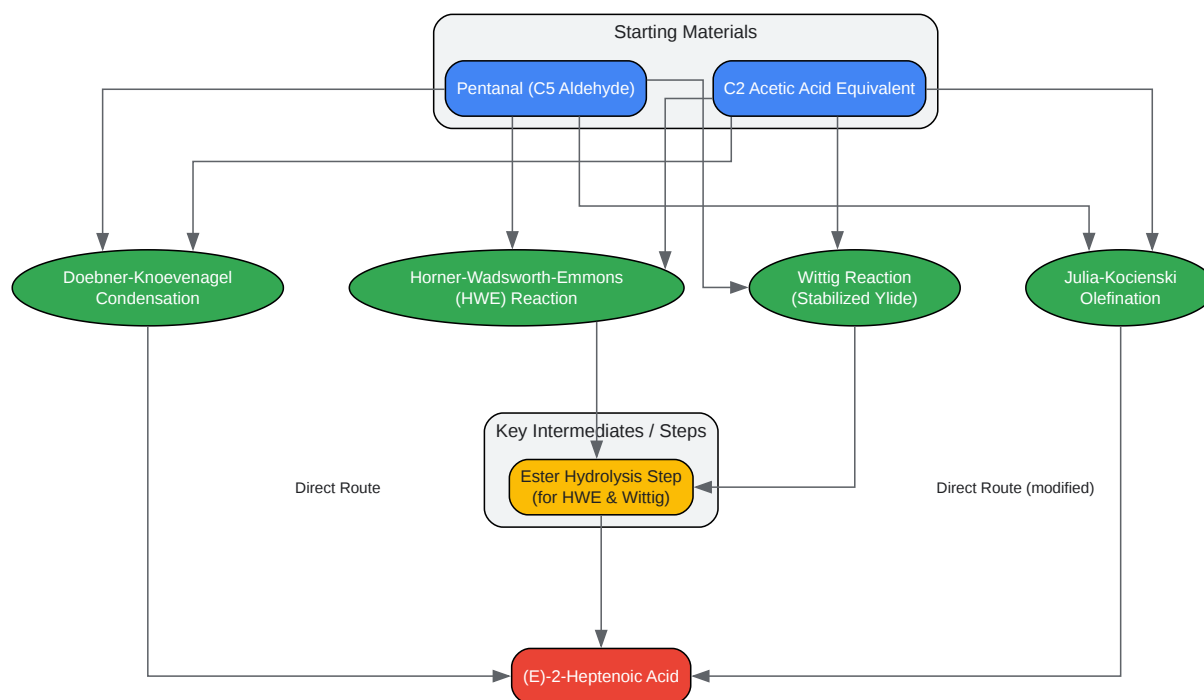 Starting Materials
Pentanal (C5 Aldehyde)
C2 Acetic Acid Equivalent
Doebner-Knoevenagel
Condensation
Horner-Wadsworth-Emmons
(HWE) Reaction
Wittig Reaction
(Stabilized Ylide)
Julia-Kocienski
Olefination
Key Intermediates / Steps
Ester Hydrolysis Step
(for HWE & Wittig)
Direct Route
Direct Route (modified)
(E)-2-Heptenoic Acid